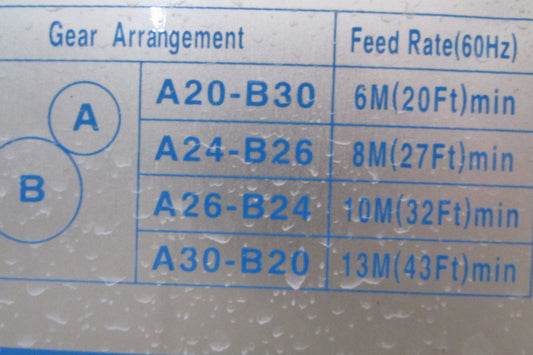 Gear Arrangement Feed Rate(60Hz)
A
B
A20-B30 6M(20Ft)min
A24-B26 8M(27Ft)min
A26-B24 10M(32Ft)min
A30-B20 13M(43Ft)min